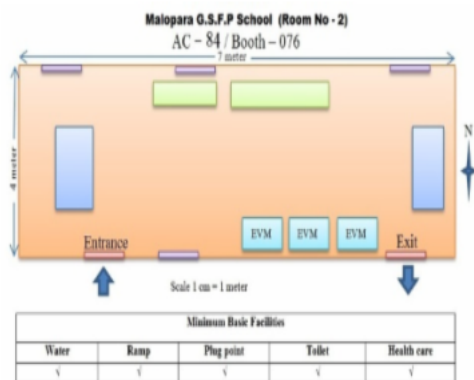 Malopara G.S.F.P School (Room No - 2)
AC - 84 / Booth - 076
7 meter
4 meter
N
EVM EVM EVM
Entrance
Exit
Scale 1 cm = 1 meter
Minimum Basic Facilities
Water Ramp Plug point Toilet Health care
√ √ √ √ √